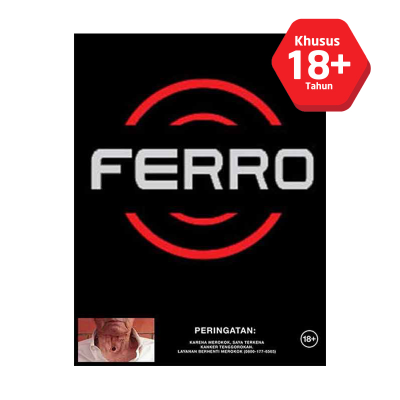 Khusus
18+
Tahun
FERRO
PERINGATAN:
KARENA MEROKOK, SAYA TERKENA
KANKER TENGGOROKAN.
LAYANAN BERHENTI MEROKOK (0800-177-6565)
18+